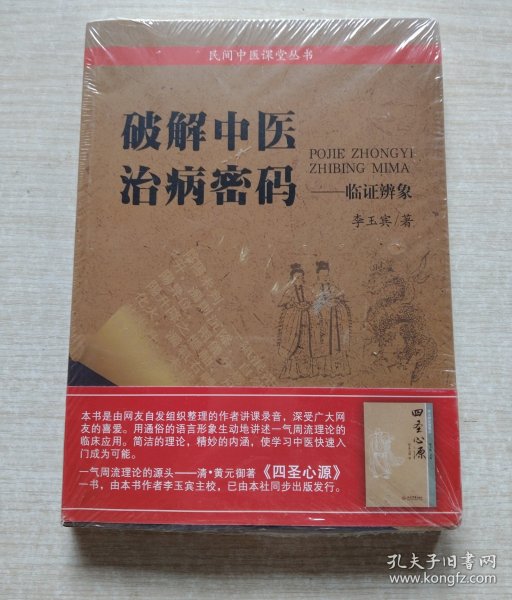 民间中医课堂丛书
破解中医
治病密码
POJIE ZHONGYI
ZHIBING MIMA
——临证辨象
李玉宾/著
本书是由网友自发组织整理的作者讲课录音，深受广大网
友的喜爱。用通俗的语言形象生动地讲述一气周流理论的
临床应用。简洁的理论，精妙的内涵，使学习中医快速入
门成为可能。
一气周流理论的源头——清·黄元御著《四圣心源》
一书，由本书作者李玉宾主校，已由本社同步出版发行。
四圣心源
孔夫子旧书网
www.kongfz.com